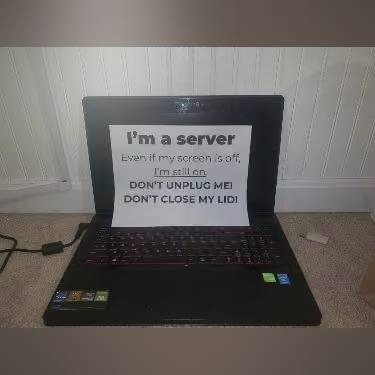 I'm a server
Even if my screen is off,
I'm still on.
DON'T UNPLUG ME!
DON'T CLOSE MY LID!